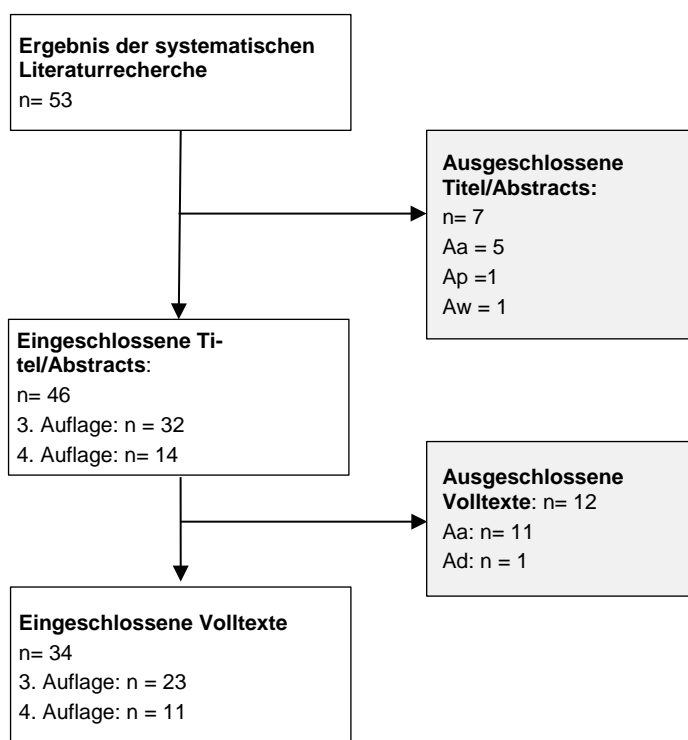 Ergebnis der systematischen
Literaturrecherche
n= 53
Ausgeschlossene
Titel/Abstracts:
n= 7
Aa = 5
Ap =1
Aw = 1
Eingeschlossene Ti-
tel/Abstracts:
n= 46
3. Auflage: n = 32
4. Auflage: n= 14
Ausgeschlossene
Volltexte: n= 12
Aa: n= 11
Ad: n = 1
Eingeschlossene Volltexte
n= 34
3. Auflage: n = 23
4. Auflage: n = 11